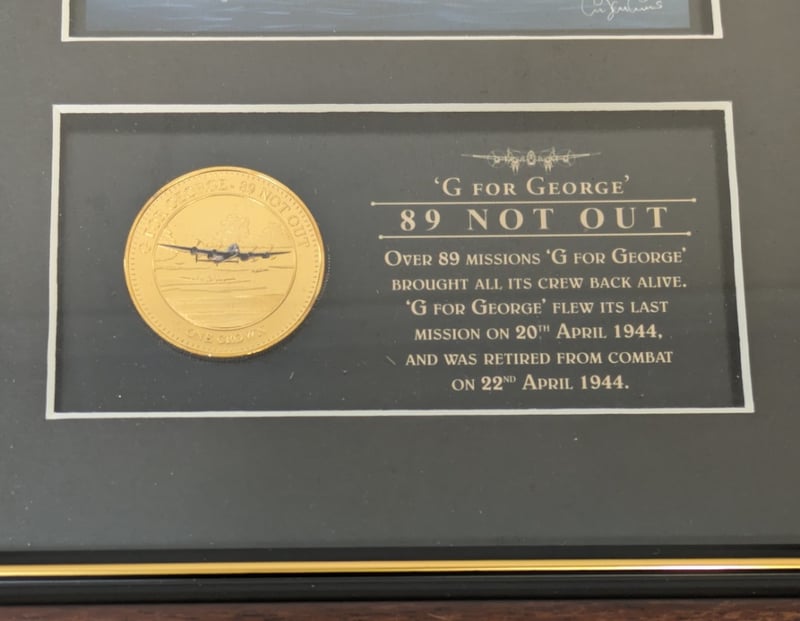 G FOR GEORGE - 89 NOT OUT
ONE CROWN
'G FOR GEORGE'
89 NOT OUT
OVER 89 MISSIONS 'G FOR GEORGE'
BROUGHT ALL ITS CREW BACK ALIVE.
'G FOR GEORGE' FLEW ITS LAST
MISSION ON 20TH APRIL 1944,
AND WAS RETIRED FROM COMBAT
ON 22ND APRIL 1944.